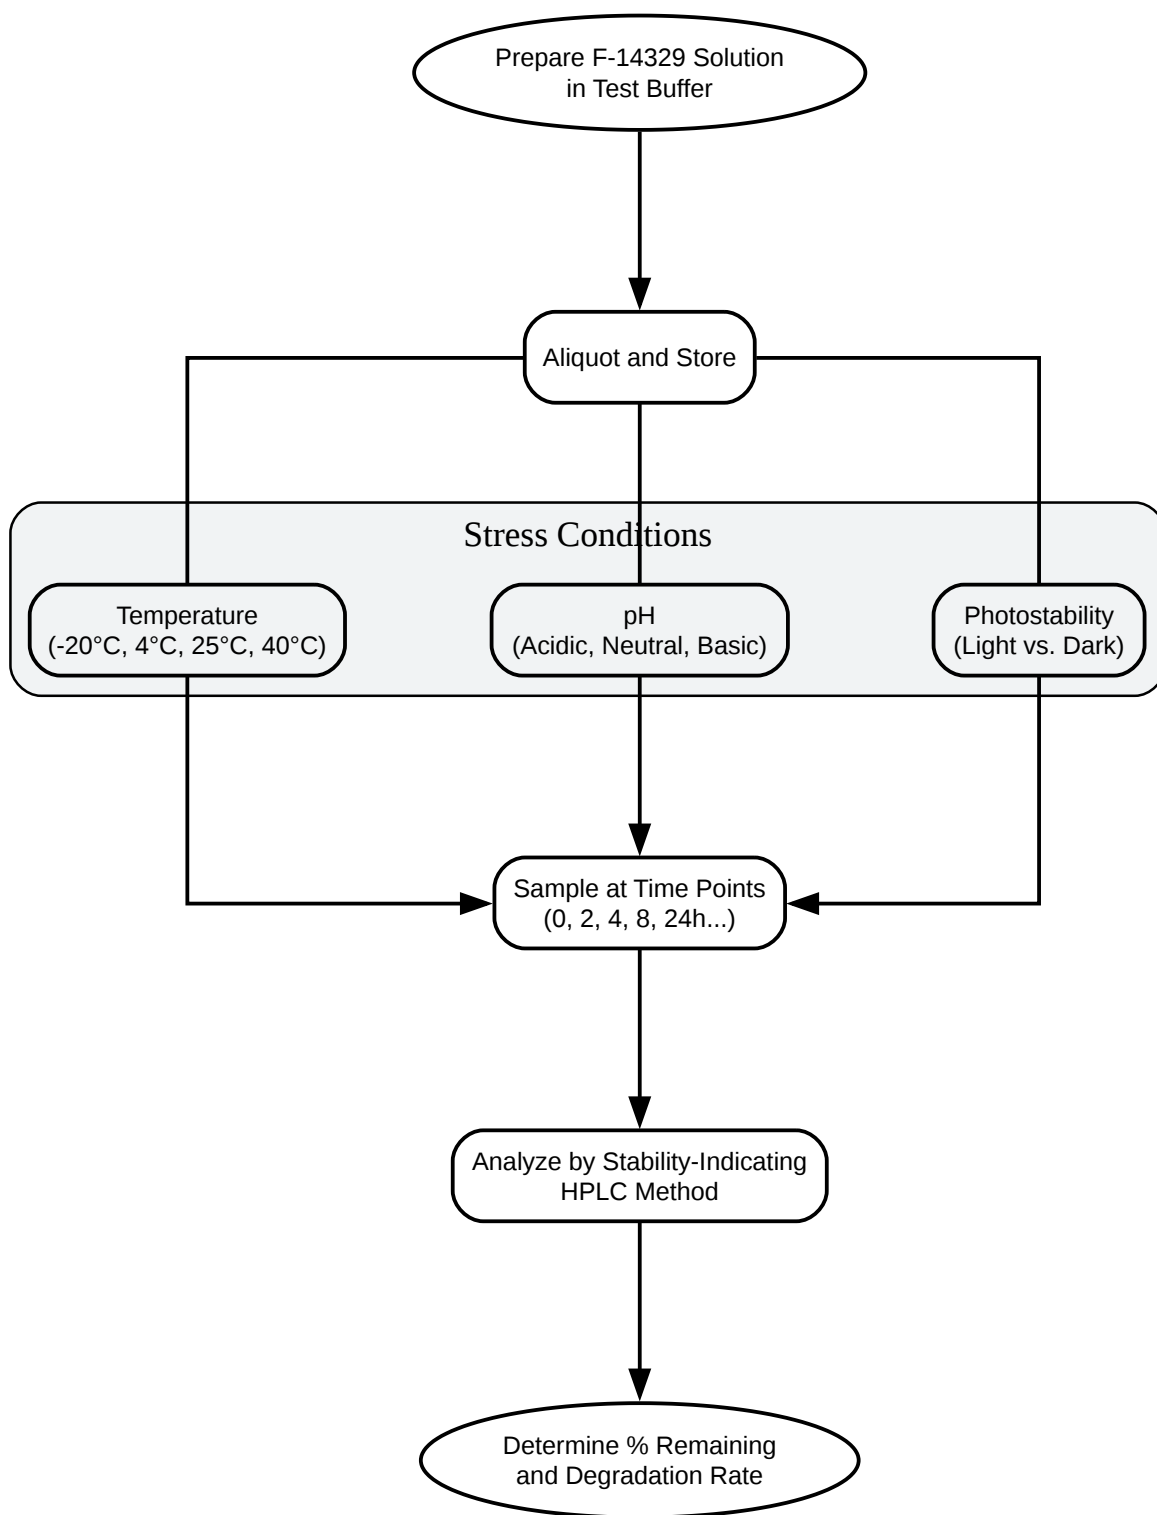 Prepare F-14329 Solution
in Test Buffer
Aliquot and Store
Stress Conditions
Temperature
(-20°C, 4°C, 25°C, 40°C)
pH
(Acidic, Neutral, Basic)
Photostability
(Light vs. Dark)
Sample at Time Points
(0, 2, 4, 8, 24h...)
Analyze by Stability-Indicating
HPLC Method
Determine % Remaining
and Degradation Rate